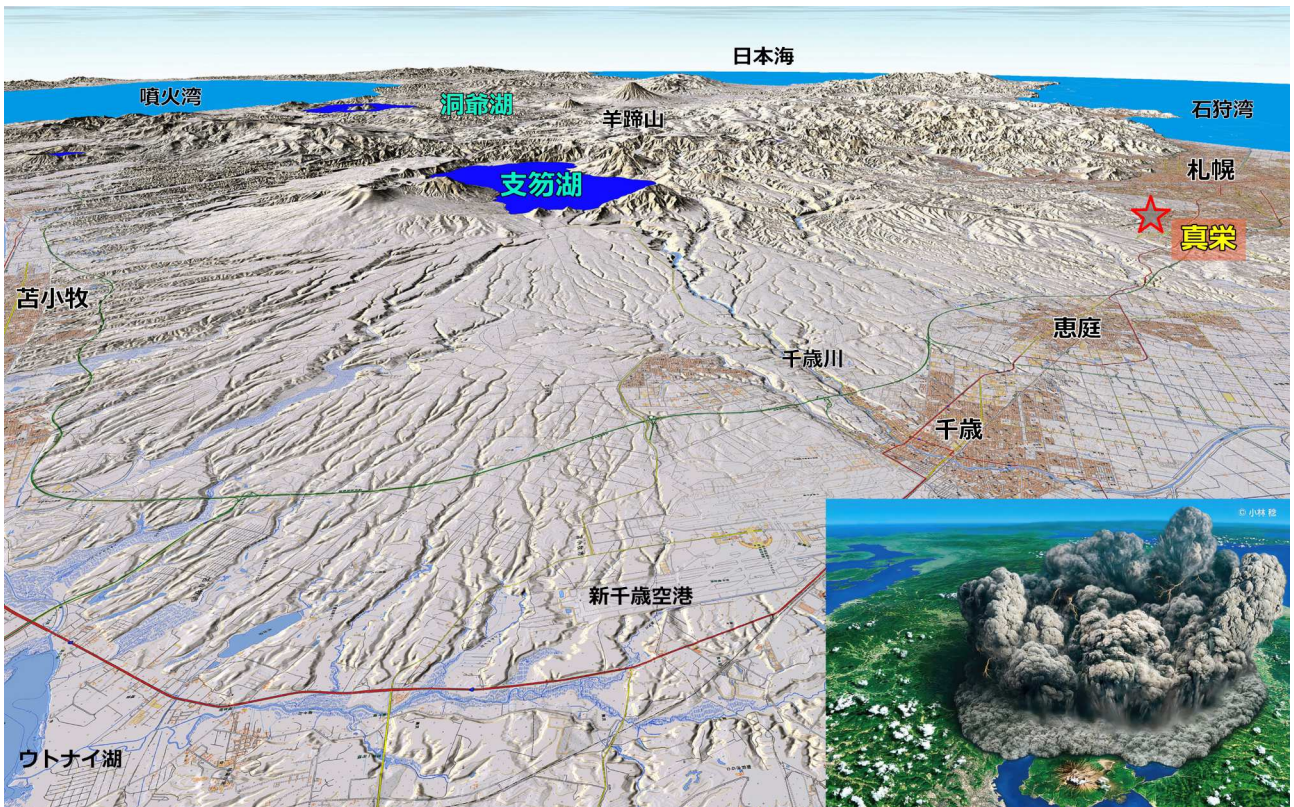 日本海
噴火湾
洞爺湖
羊蹄山
石狩湾
札幌
支笏湖
真栄
苫小牧
恵庭
千歳川
千歳
© 小林 稔
新千歳空港
ウトナイ湖